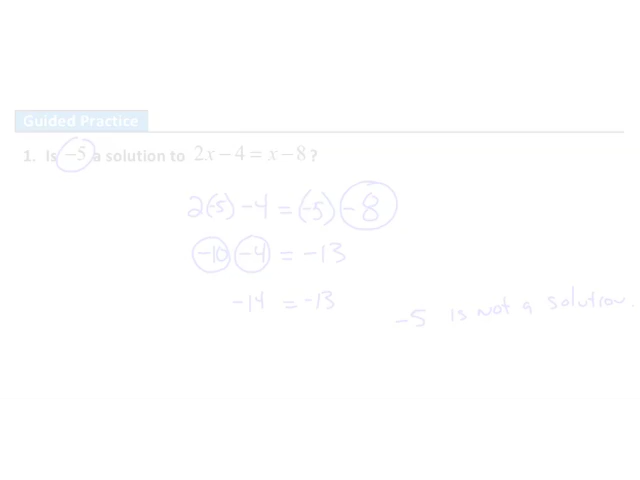 Guided Practice
1. Is -5 a solution to 2x - 4 = x - 8 ?
2(-5) - 4 = (-5) - 8
-10 - 4 = -13
-14 = -13
-5 is not a solution.